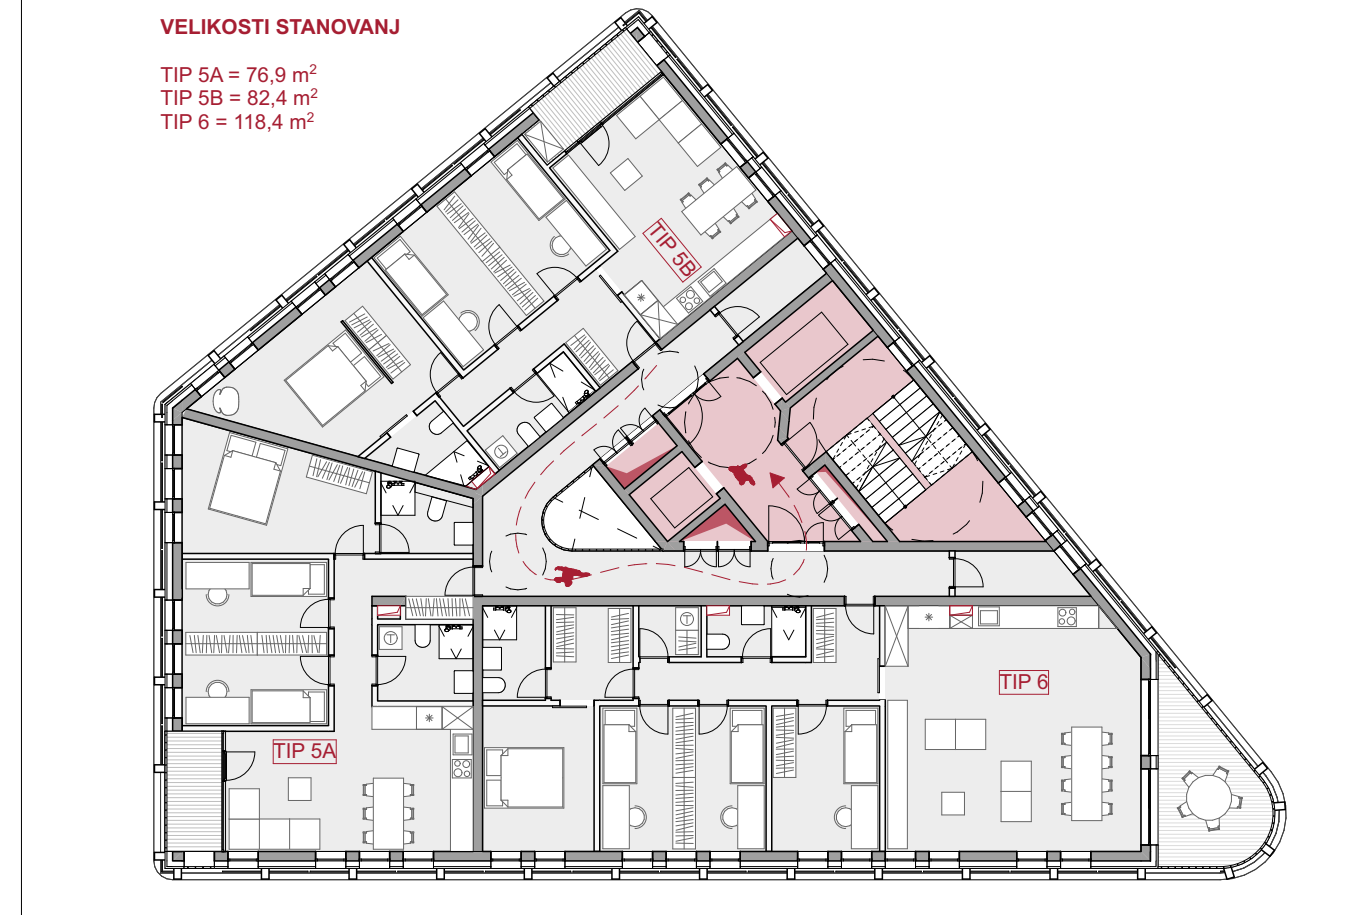 VELIKOSTI STANOVANJ
TIP 5A = 76,9 m²
TIP 5B = 82,4 m²
TIP 6 = 118,4 m²
TIP 5B
TIP 6
TIP 5A